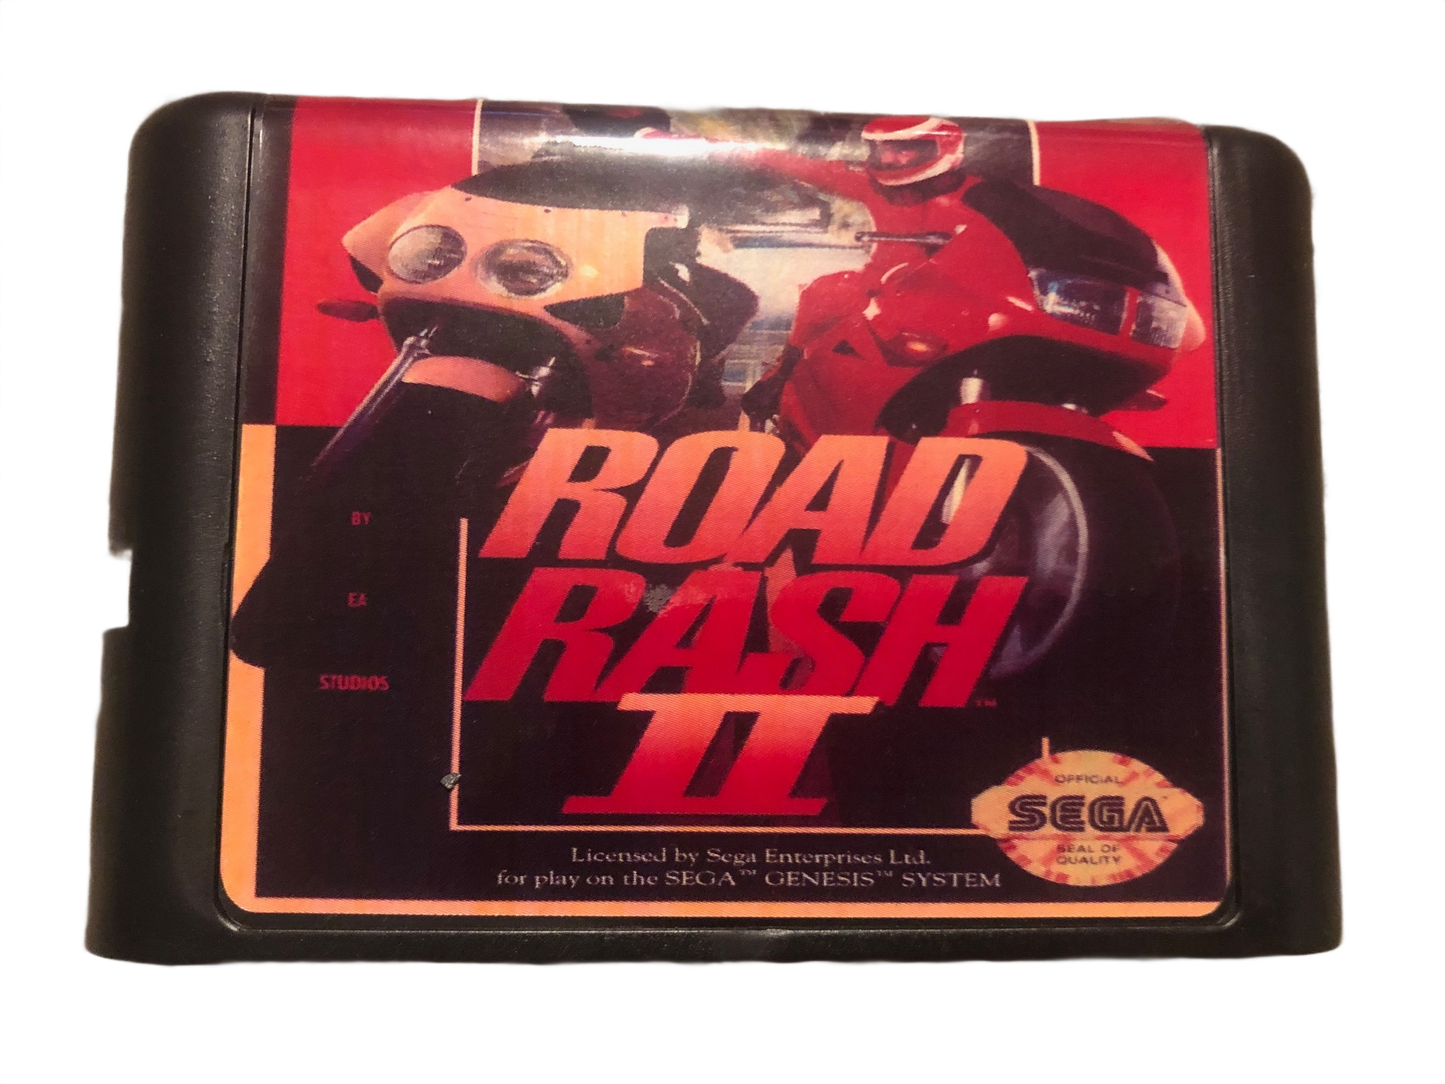 ROAD
RASH
TM
II
BY
EA
STUDIOS
OFFICIAL
SEGA
SEAL OF
QUALITY
Licensed by Sega Enterprises Ltd.
for play on the SEGA™ GENESIS™ SYSTEM